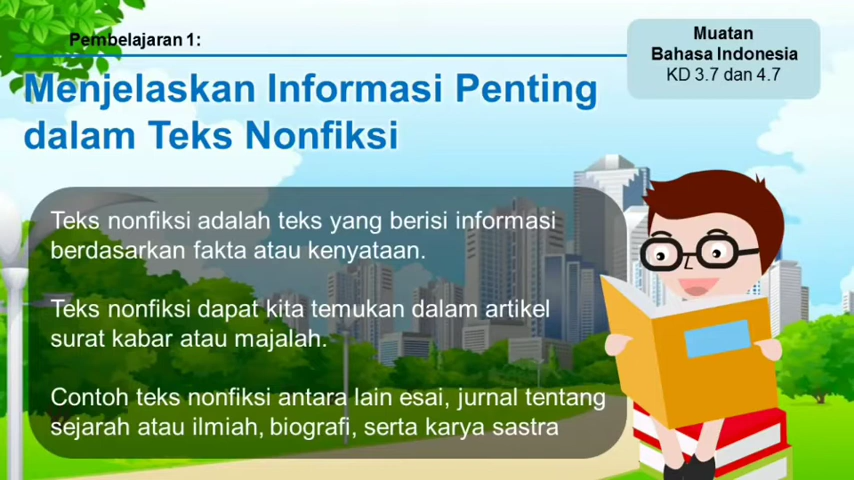 Pembelajaran 1:
Muatan
Bahasa Indonesia
KD 3.7 dan 4.7
Menjelaskan Informasi Penting
dalam Teks Nonfiksi
Teks nonfiksi adalah teks yang berisi informasi
berdasarkan fakta atau kenyataan.
Teks nonfiksi dapat kita temukan dalam artikel
surat kabar atau majalah.
Contoh teks nonfiksi antara lain esai, jurnal tentang
sejarah atau ilmiah, biografi, serta karya sastra